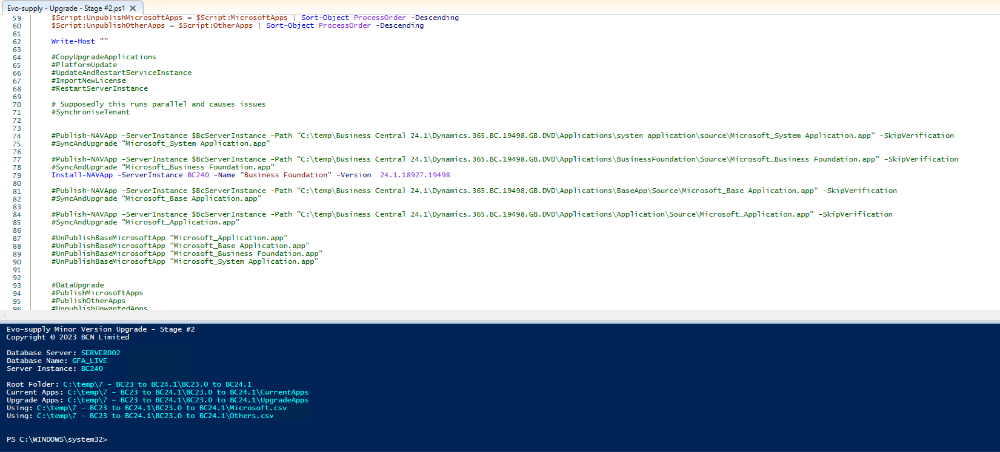 Evo-supply - Upgrade - Stage #2.ps1 ✕
59 $Script:UnpublishMicrosoftApps = $Script:MicrosoftApps | Sort-Object ProcessOrder -Descending
60 $Script:UnpublishOtherApps = $Script:OtherApps | Sort-Object ProcessOrder -Descending
61
62 Write-Host ""
63
64 #CopyUpgradeApplications
65 #PlatformUpdate
66 #UpdateAndRestartServiceInstance
67 #ImportNewLicense
68 #RestartServerInstance
69
70 # Supposedly this runs parallel and causes issues
71 #SynchroniseTenant
72
73
74 #Publish-NAVApp -ServerInstance $BcServerInstance -Path "C:\temp\Business Central 24.1\Dynamics.365.BC.19498.GB.DVD\Applications\system application\source\Microsoft_System Application.app" -SkipVerification
75 #SyncAndUpgrade "Microsoft_System Application.app"
76
77 #Publish-NAVApp -ServerInstance $BcServerInstance -Path "C:\temp\Business Central 24.1\Dynamics.365.BC.19498.GB.DVD\Applications\BusinessFoundation\Source\Microsoft_Business Foundation.app" -SkipVerification
78 #SyncAndUpgrade "Microsoft_Business Foundation.app"
79 Install-NAVApp -ServerInstance BC240 -Name "Business Foundation" -Version  24.1.18927.19498
80
81 #Publish-NAVApp -ServerInstance $BcServerInstance -Path "C:\temp\Business Central 24.1\Dynamics.365.BC.19498.GB.DVD\Applications\BaseApp\Source\Microsoft_Base Application.app" -SkipVerification
82 #SyncAndUpgrade "Microsoft_Base Application.app"
83
84 #Publish-NAVApp -ServerInstance $BcServerInstance -Path "C:\temp\Business Central 24.1\Dynamics.365.BC.19498.GB.DVD\Applications\Application\Source\Microsoft_Application.app" -SkipVerification
85 #SyncAndUpgrade "Microsoft_Application.app"
86
87 #UnPublishBaseMicrosoftApp "Microsoft_Application.app"
88 #UnPublishBaseMicrosoftApp "Microsoft_Base Application.app"
89 #UnPublishBaseMicrosoftApp "Microsoft_Business Foundation.app"
90 #UnPublishBaseMicrosoftApp "Microsoft_System Application.app"
91
92
93 #DataUpgrade
94 #PublishMicrosoftApps
95 #PublishOtherApps
96 #UnpublishUnwantedApps
Evo-supply Minor Version Upgrade - Stage #2
Copyright © 2023 BCN Limited
Database Server: SERVER002
Database Name: GFA_LIVE
Server Instance: BC240
Root Folder: C:\temp\7 - BC23 to BC24.1\BC23.0 to BC24.1
Current Apps: C:\temp\7 - BC23 to BC24.1\BC23.0 to BC24.1\CurrentApps
Upgrade Apps: C:\temp\7 - BC23 to BC24.1\BC23.0 to BC24.1\UpgradeApps
Using: C:\temp\7 - BC23 to BC24.1\BC23.0 to BC24.1\Microsoft.csv
Using: C:\temp\7 - BC23 to BC24.1\BC23.0 to BC24.1\Others.csv
PS C:\WINDOWS\system32>